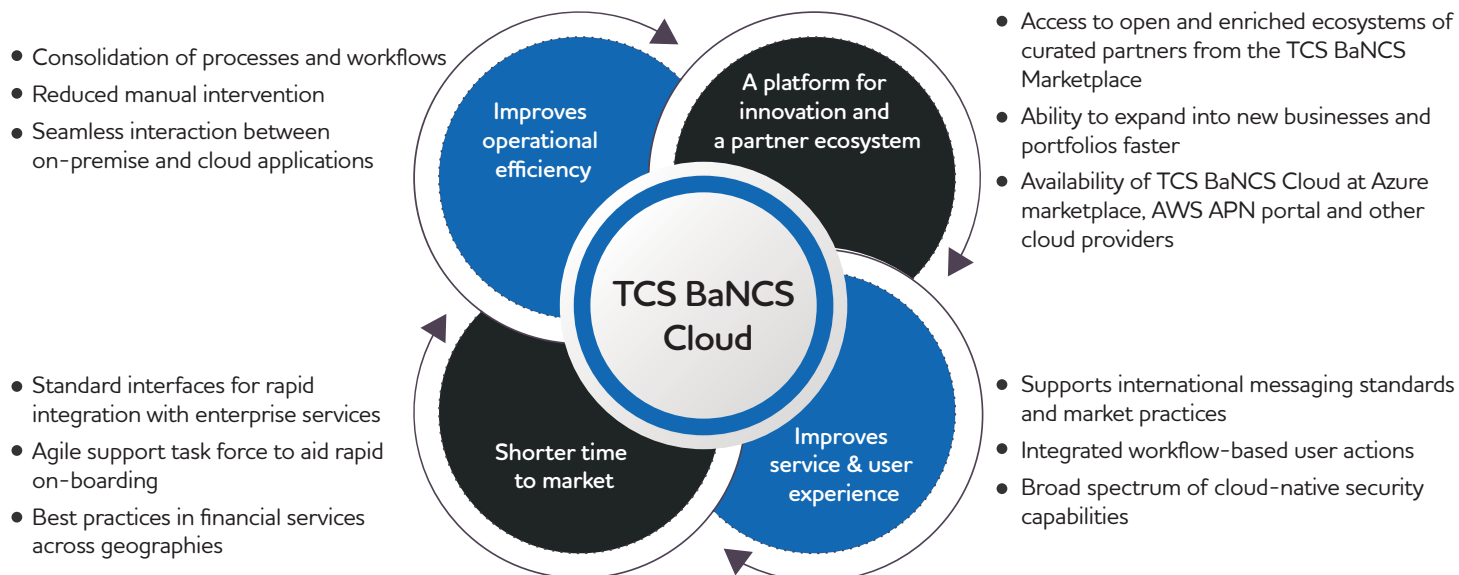 • Consolidation of processes and workflows
• Reduced manual intervention
• Seamless interaction between
on-premise and cloud applications
Improves
operational
efficiency
A platform for
innovation and
a partner ecosystem
• Access to open and enriched ecosystems of
curated partners from the TCS BaNCS
Marketplace
• Ability to expand into new businesses and
portfolios faster
• Availability of TCS BaNCS Cloud at Azure
marketplace, AWS APN portal and other
cloud providers
TCS BaNCS
Cloud
• Standard interfaces for rapid
integration with enterprise services
• Agile support task force to aid rapid
on-boarding
• Best practices in financial services
across geographies
Shorter time
to market
Improves
service & user
experience
• Supports international messaging standards
and market practices
• Integrated workflow-based user actions
• Broad spectrum of cloud-native security
capabilities